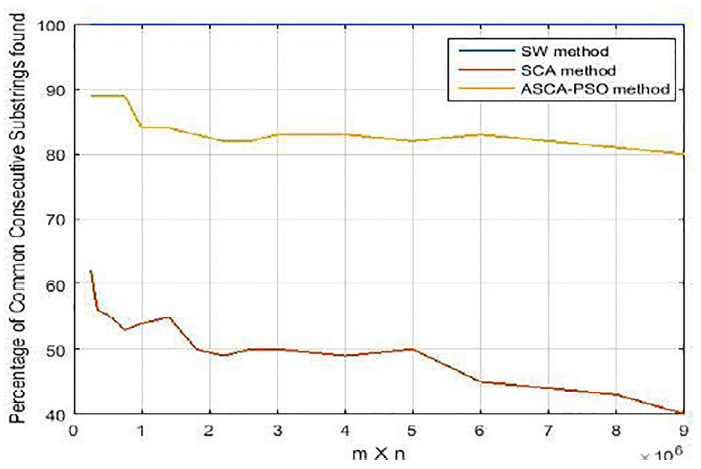 Percentage of Common Consecutive Substrings found
100
90
80
70
60
50
40
SW method
SCA method
ASCA-PSO method
0 1 2 3 4 5 6 7 8 9
m X n
×10⁶